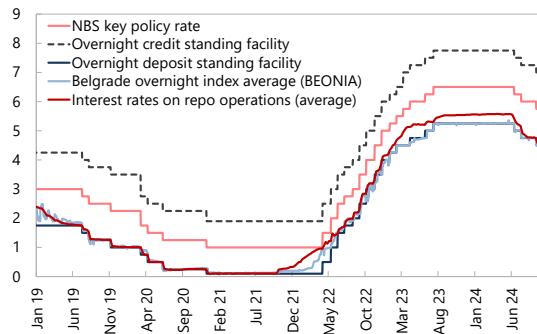 9
8
7
6
5
4
3
2
1
0
NBS key policy rate
Overnight credit standing facility
Overnight deposit standing facility
Belgrade overnight index average (BEONIA)
Interest rates on repo operations (average)
Jan 19
Jun 19
Nov 19
Apr 20
Sep 20
Feb 21
Jul 21
Dec 21
May 22
Oct 22
Mar 23
Aug 23
Jan 24
Jun 24